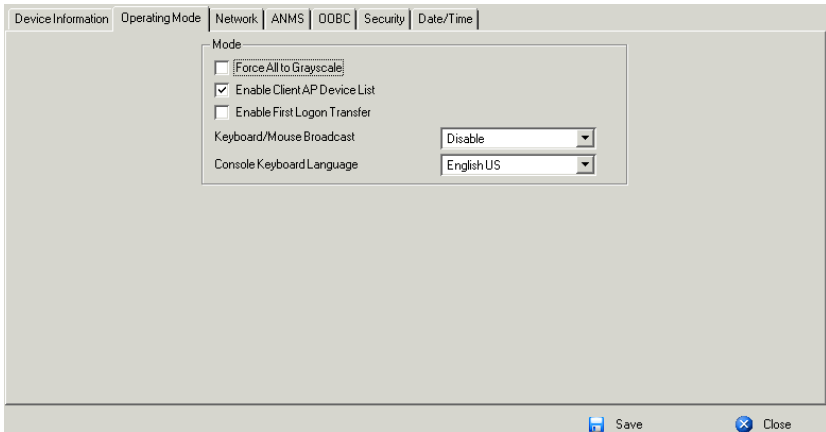 Device Information Operating Mode Network ANMS OOBC Security Date/Time
Mode
Force All to Grayscale
Enable Client AP Device List
Enable First Logon Transfer
Keyboard/Mouse Broadcast Disable
Console Keyboard Language English US
Save Close